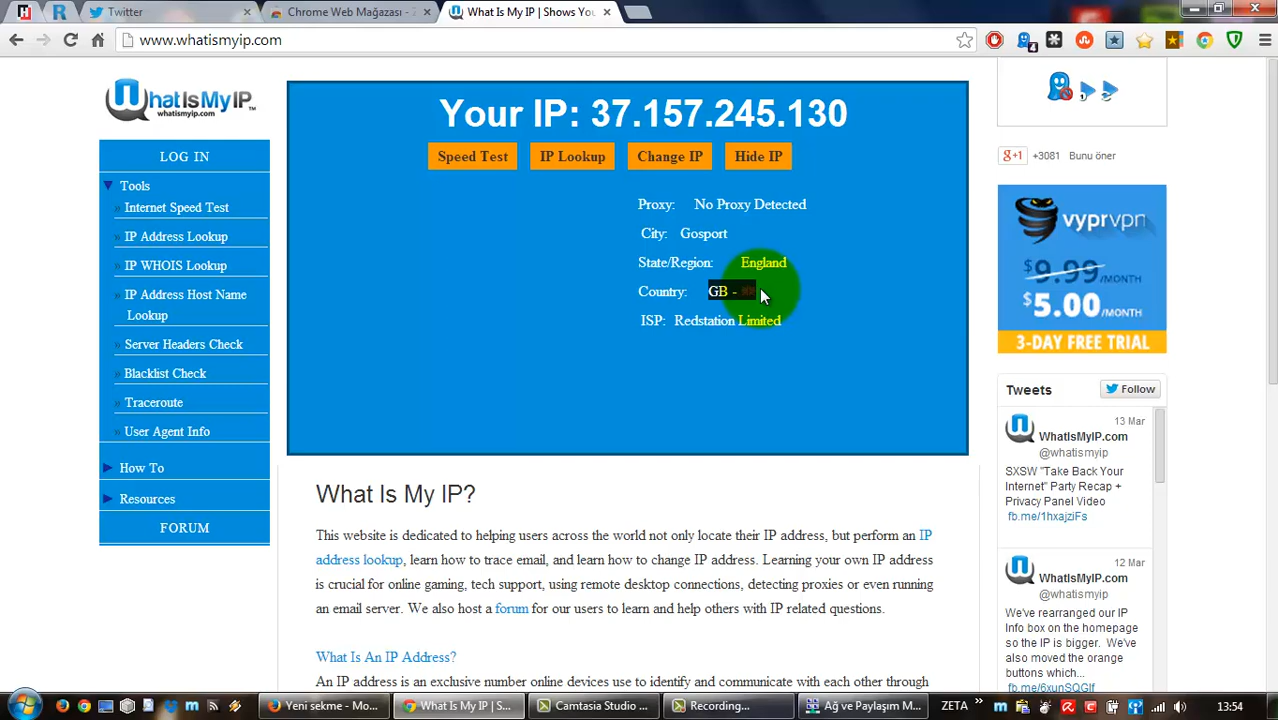 Twitter
Chrome Web Mağazası - Z
What Is My IP | Shows You
www.whatismyip.com
WhatIsMyIP™
whatismyip.com
LOG IN
Tools
» Internet Speed Test
» IP Address Lookup
» IP WHOIS Lookup
» IP Address Host Name
Lookup
» Server Headers Check
» Blacklist Check
» Traceroute
» User Agent Info
How To
Resources
FORUM
Your IP: 37.157.245.130
Speed Test
IP Lookup
Change IP
Hide IP
Proxy: No Proxy Detected
City: Gosport
State/Region: England
Country: GB -
ISP: Redstation Limited
What Is My IP?
This website is dedicated to helping users across the world not only locate their IP address, but perform an IP
address lookup, learn how to trace email, and learn how to change IP address. Learning your own IP address
is crucial for online gaming, tech support, using remote desktop connections, detecting proxies or even running
an email server. We also host a forum for our users to learn and help others with IP related questions.
What Is An IP Address?
An IP address is an exclusive number online devices use to identify and communicate with each other through
g+1 +3081 Bunu öner
vyprvpn
$9.99/MONTH
$5.00/MONTH
3-DAY FREE TRIAL
Tweets
Follow
13 Mar
WhatIsMyIP.com
@whatismyip
SXSW "Take Back Your
Internet" Party Recap +
Privacy Panel Video
fb.me/1hxajziFs
12 Mar
WhatIsMyIP.com
@whatismyip
We've rearranged our IP
Info box on the homepage
so the IP is bigger. We've
also moved the orange
buttons which...
fb.me/6xunSQGlf
Yeni sekme - Mo...
What Is My IP | S...
Camtasia Studio ...
Recording...
Ağ ve Paylaşım M...
ZETA
13:54